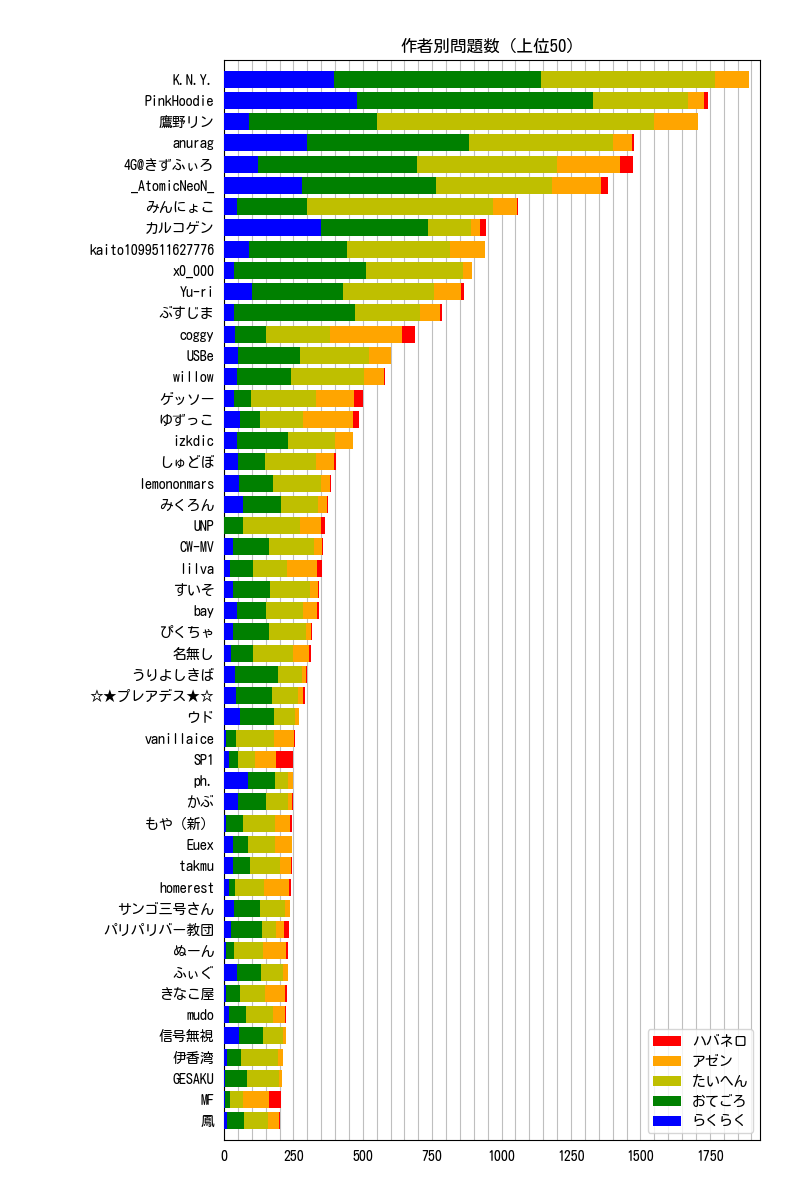 作者別問題数（上位50）
K.N.Y.
PinkHoodie
鷹野リン
anurag
4G@きずふぃろ
_AtomicNeoN_
みんにょこ
カルコゲン
kaito1099511627776
x0_000
Yu-ri
ぶすじま
coggy
USBe
willow
ゲッソー
ゆずっこ
izkdic
しゅどぼ
lemononmars
みくろん
UNP
CW-MV
lilva
すいそ
bay
ぴくちゃ
名無し
うりよしきば
☆★プレアデス★☆
ウド
vanillaice
SP1
ph.
かぶ
もや（新）
Euex
takmu
homerest
サンゴ三号さん
パリパリバー教団
ぬーん
ふぃぐ
きなこ屋
mudo
信号無視
伊香湾
GESAKU
MF
鳳
0 250 500 750 1000 1250 1500 1750
ハバネロ
アゼン
たいへん
おてごろ
らくらく